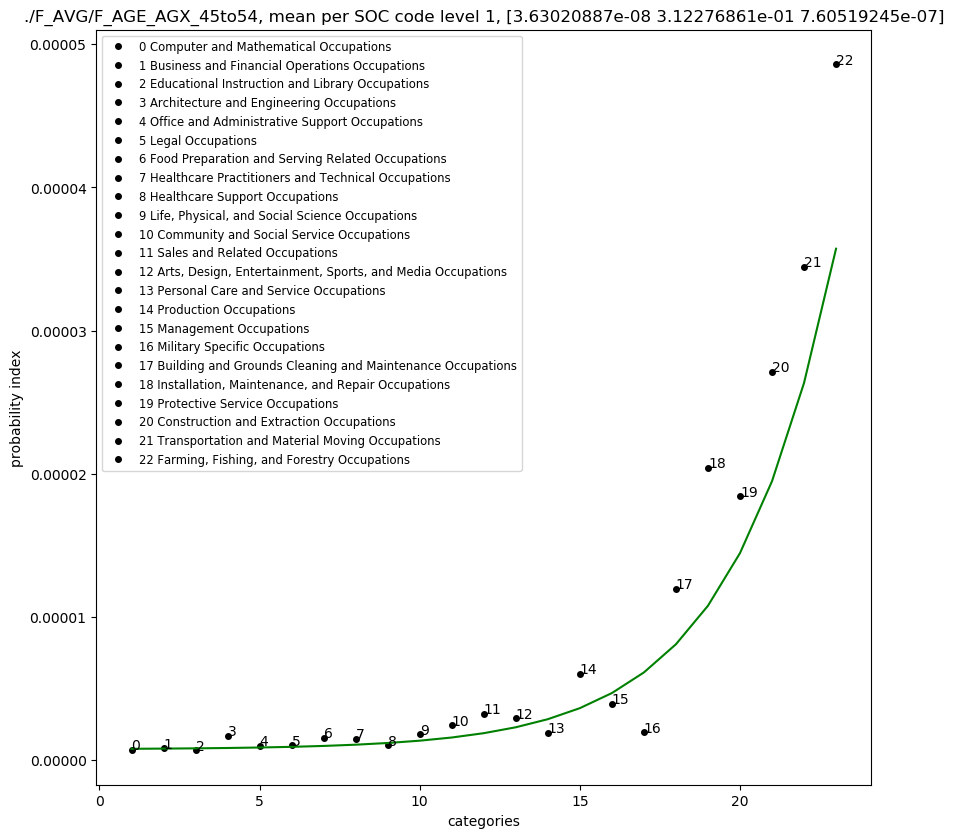 ./F_AVG/F_AGE_AGX_45to54, mean per SOC code level 1, [3.63020887e-08 3.12276861e-01 7.60519245e-07]
0 Computer and Mathematical Occupations
1 Business and Financial Operations Occupations
2 Educational Instruction and Library Occupations
3 Architecture and Engineering Occupations
4 Office and Administrative Support Occupations
5 Legal Occupations
6 Food Preparation and Serving Related Occupations
7 Healthcare Practitioners and Technical Occupations
8 Healthcare Support Occupations
9 Life, Physical, and Social Science Occupations
10 Community and Social Service Occupations
11 Sales and Related Occupations
12 Arts, Design, Entertainment, Sports, and Media Occupations
13 Personal Care and Service Occupations
14 Production Occupations
15 Management Occupations
16 Military Specific Occupations
17 Building and Grounds Cleaning and Maintenance Occupations
18 Installation, Maintenance, and Repair Occupations
19 Protective Service Occupations
20 Construction and Extraction Occupations
21 Transportation and Material Moving Occupations
22 Farming, Fishing, and Forestry Occupations
0.00005
0.00004
0.00003
0.00002
0.00001
0.00000
probability index
0
1
2
3
4
5
6
7
8
9
10
11
12
13
14
15
16
17
18
19
20
21
22
0 5 10 15 20
categories